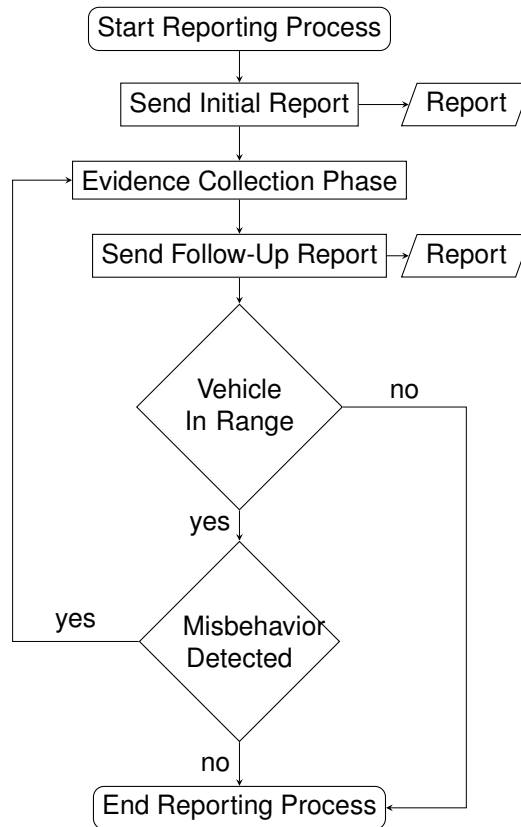 Start Reporting Process
Send Initial Report
Report
Evidence Collection Phase
Send Follow-Up Report
Report
Vehicle
In Range
no
yes
yes
Misbehavior
Detected
no
End Reporting Process